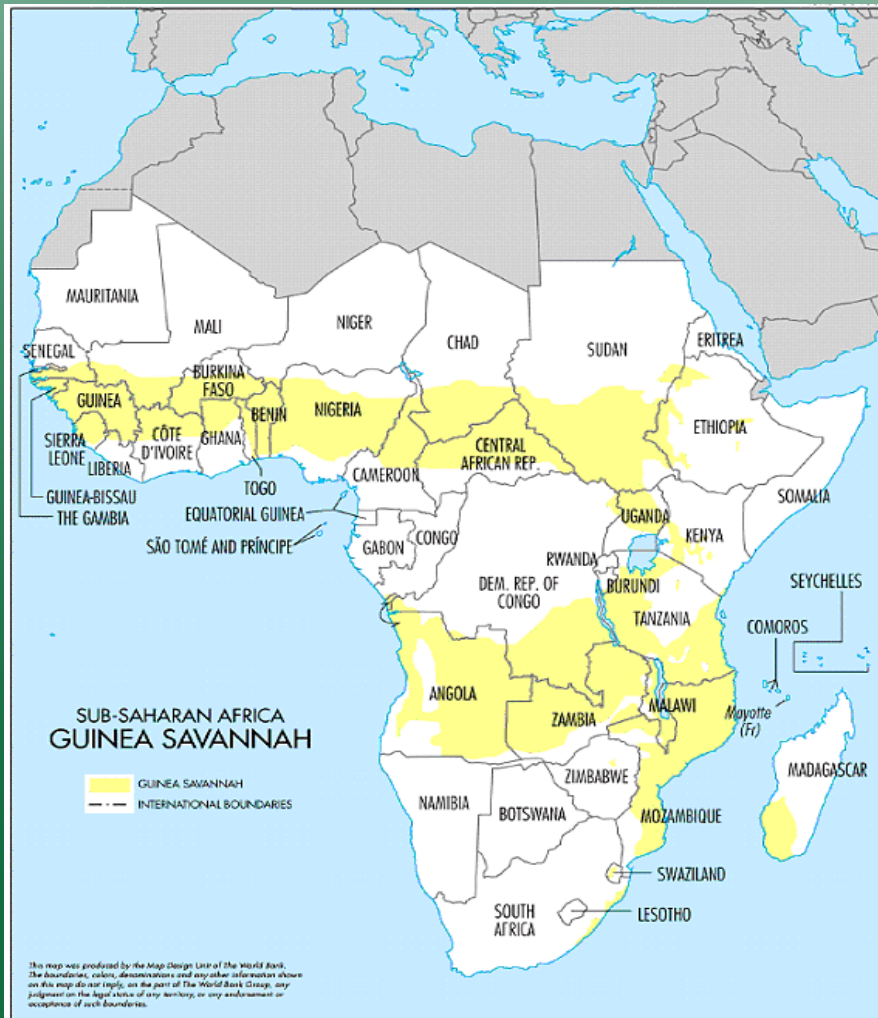 MAURITANIA
MALI
NIGER
CHAD
SUDAN
ERITREA
SENEGAL
BURKINA
FASO
GUINEA
BENIN
NIGERIA
ETHIOPIA
CÔTE
D'IVOIRE
GHANA
SIERRA
LEONE
LIBERIA
CENTRAL
AFRICAN REP.
CAMEROON
TOGO
GUINEA-BISSAU
THE GAMBIA
EQUATORIAL GUINEA
SÃO TOMÉ AND PRÍNCIPE
SOMALIA
UGANDA
KENYA
GABON
CONGO
RWANDA
DEM. REP. OF
CONGO
BURUNDI
TANZANIA
SEYCHELLES
COMOROS
ANGOLA
ZAMBIA
MALAWI
Mayotte
(Fr)
SUB-SAHARAN AFRICA
GUINEA SAVANNAH
GUINEA SAVANNAH
INTERNATIONAL BOUNDARIES
ZIMBABWE
MADAGASCAR
NAMIBIA
BOTSWANA
MOZAMBIQUE
SWAZILAND
SOUTH
AFRICA
LESOTHO
This map was produced by the Map Design Unit of The World Bank.
The boundaries, colors, denominations and any other information shown
on this map do not imply, on the part of The World Bank Group, any
judgment on the legal status of any territory, or any endorsement or
acceptance of such boundaries.